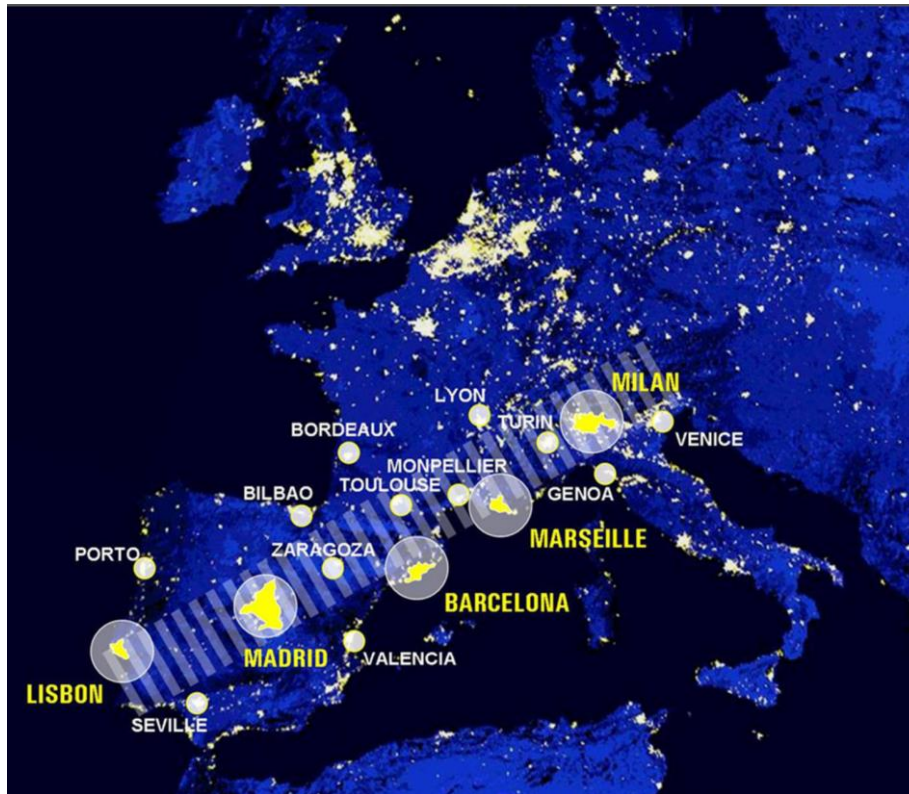 MILAN
LYON
TURIN
BORDEAUX
VENICE
MONPELLIER
TOULOUSE
GENOA
BILBAO
MARSEILLE
ZARAGOZA
PORTO
BARCELONA
MADRID
VALENCIA
LISBON
SEVILLE